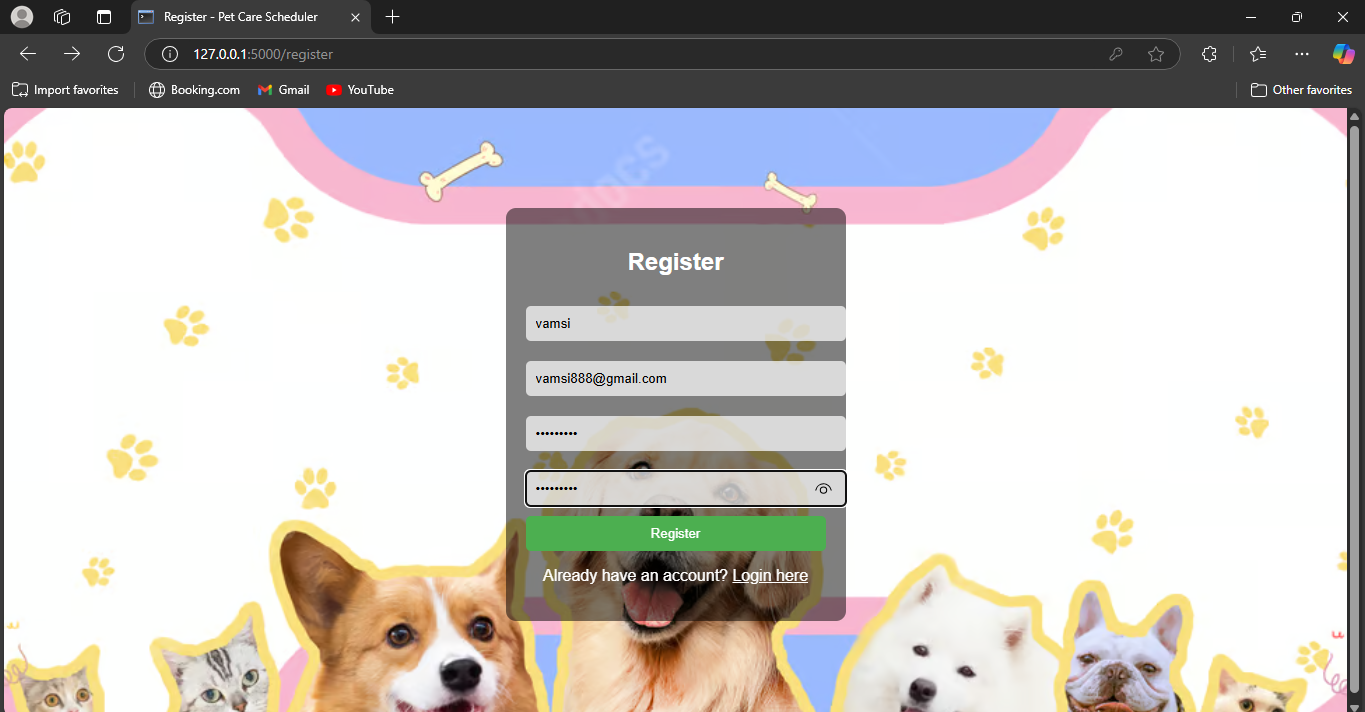 Register - Pet Care Scheduler
127.0.0.1:5000/register
Import favorites
Booking.com
Gmail
YouTube
Other favorites
docs
Register
vamsi
vamsi888@gmail.com
•••••••••
•••••••••
Register
Already have an account? Login here